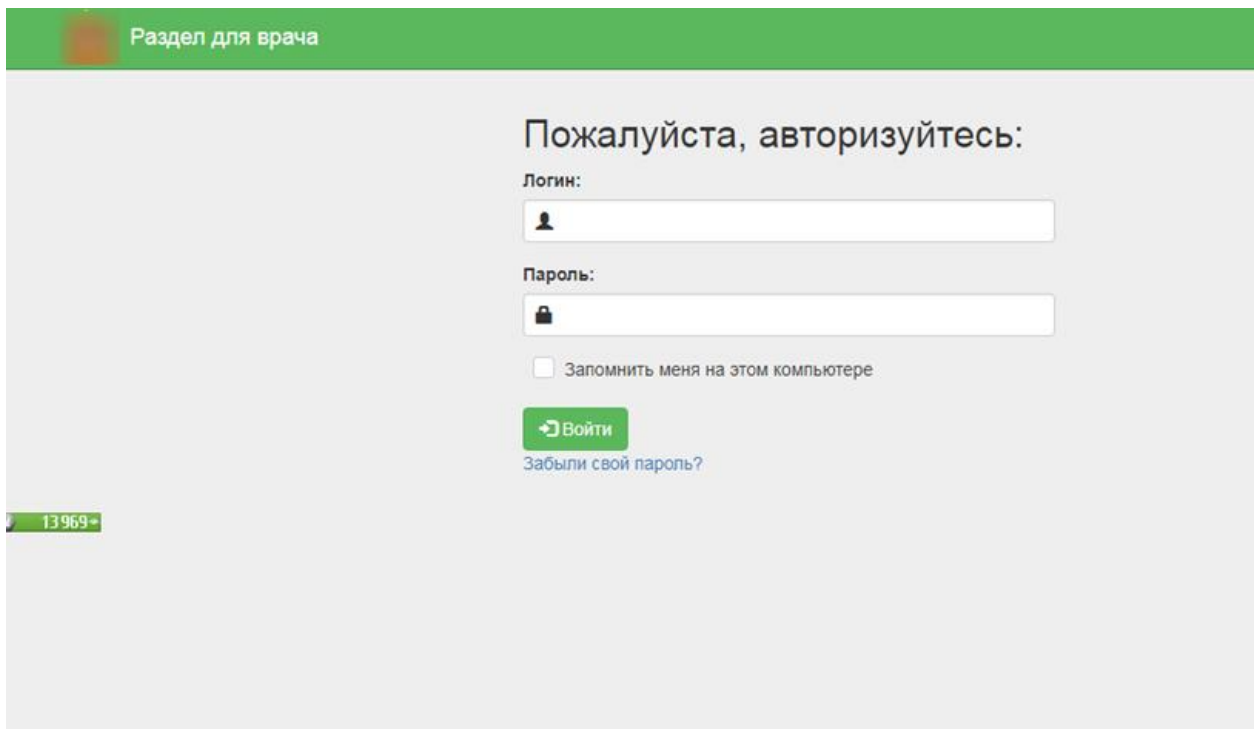 Раздел для врача
Пожалуйста, авторизуйтесь:
Логин:
Пароль:
Запомнить меня на этом компьютере
Войти
Забыли свой пароль?
13969